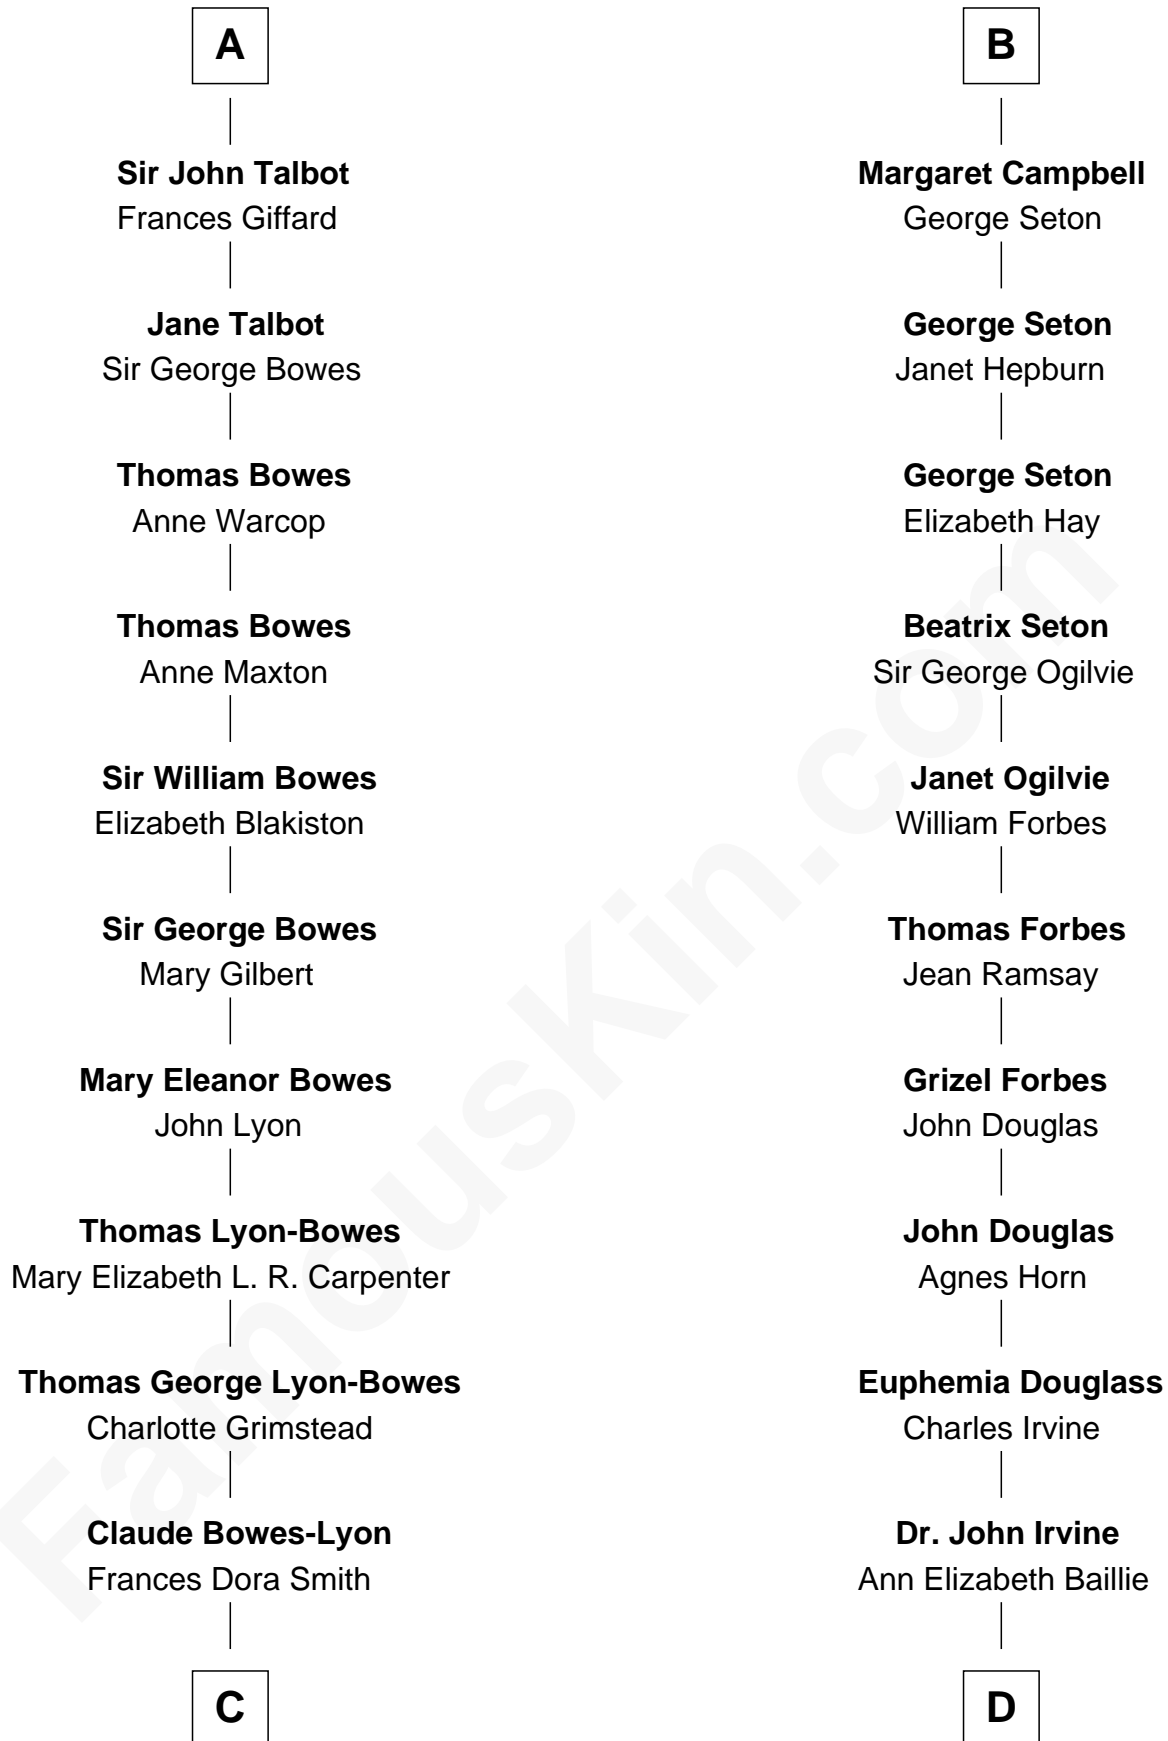 A
Sir John Talbot
Frances Giffard
Jane Talbot
Sir George Bowes
Thomas Bowes
Anne Warcop
Thomas Bowes
Anne Maxton
Sir William Bowes
Elizabeth Blakiston
Sir George Bowes
Mary Gilbert
Mary Eleanor Bowes
John Lyon
Thomas Lyon-Bowes
Mary Elizabeth L. R. Carpenter
Thomas George Lyon-Bowes
Charlotte Grimstead
Claude Bowes-Lyon
Frances Dora Smith
C
B
Margaret Campbell
George Seton
George Seton
Janet Hepburn
George Seton
Elizabeth Hay
Beatrix Seton
Sir George Ogilvie
Janet Ogilvie
William Forbes
Thomas Forbes
Jean Ramsay
Grizel Forbes
John Douglas
John Douglas
Agnes Horn
Euphemia Douglass
Charles Irvine
Dr. John Irvine
Ann Elizabeth Baillie
D
FamousKin.com